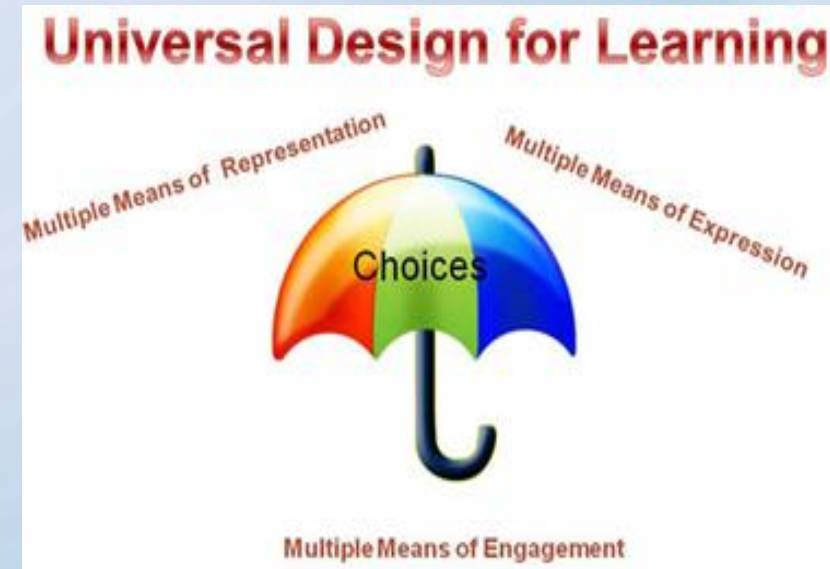 Universal Design for Learning
Multiple Means of Representation
Multiple Means of Expression
Choices
Multiple Means of Engagement